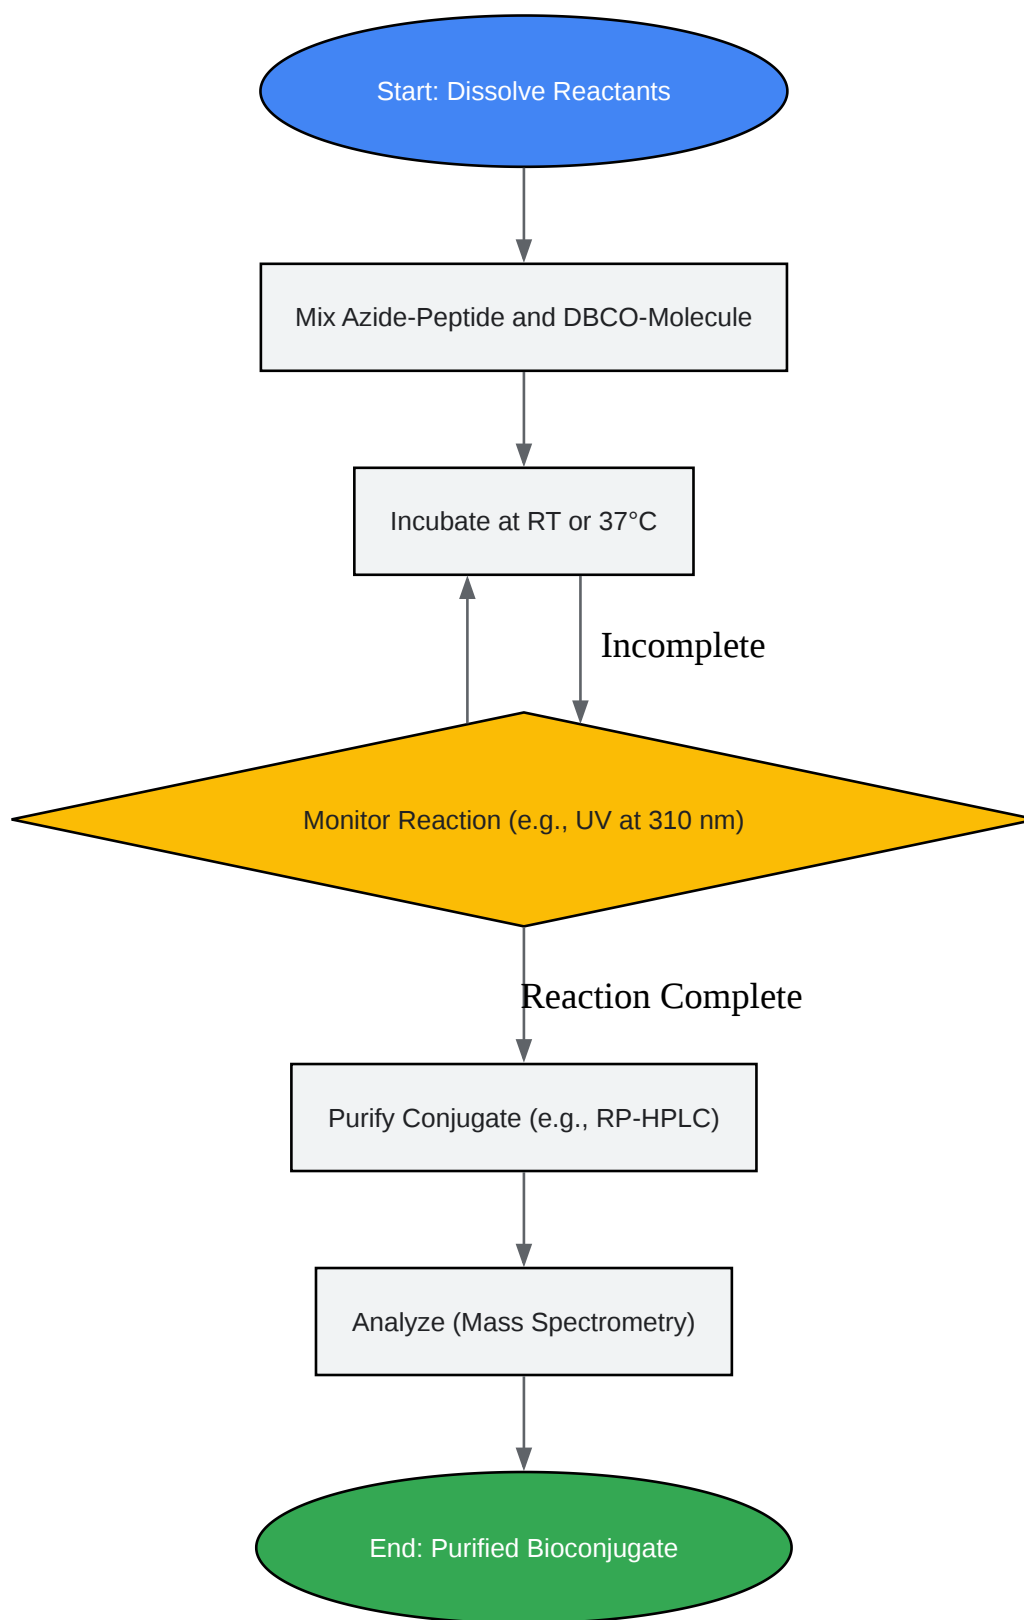 Start: Dissolve Reactants
Mix Azide-Peptide and DBCO-Molecule
Incubate at RT or 37°C
Incomplete
Monitor Reaction (e.g., UV at 310 nm)
Reaction Complete
Purify Conjugate (e.g., RP-HPLC)
Analyze (Mass Spectrometry)
End: Purified Bioconjugate